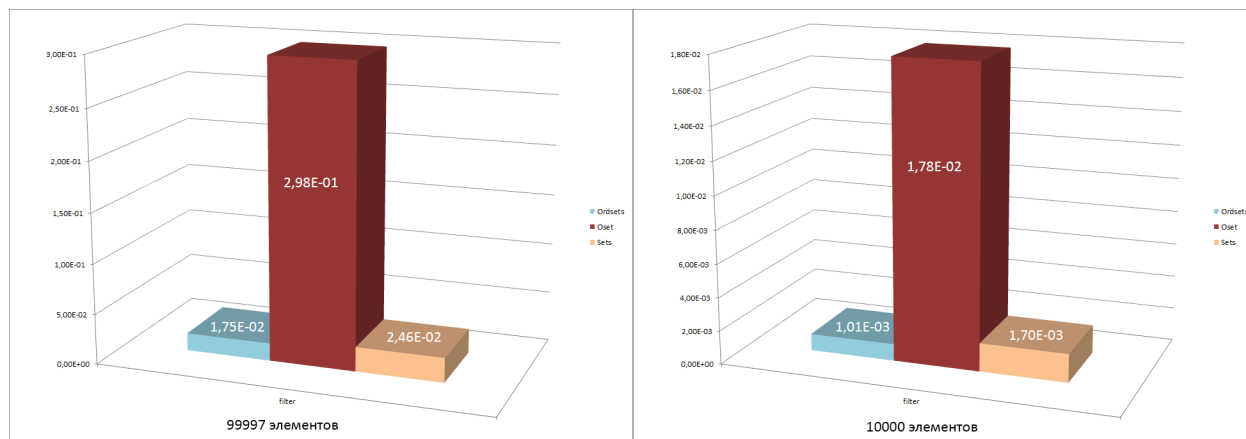 3,00E-01
2,50E-01
2,00E-01
1,50E-01
1,00E-01
5,00E-02
0,00E+00
2,98E-01
1,75E-02
2,46E-02
Ordsets
Oset
Sets
filter
99997 элементов
1,80E-02
1,60E-02
1,40E-02
1,20E-02
1,00E-02
8,00E-03
6,00E-03
4,00E-03
2,00E-03
0,00E+00
1,78E-02
1,01E-03
1,70E-03
Ordsets
Oset
Sets
filter
10000 элементов